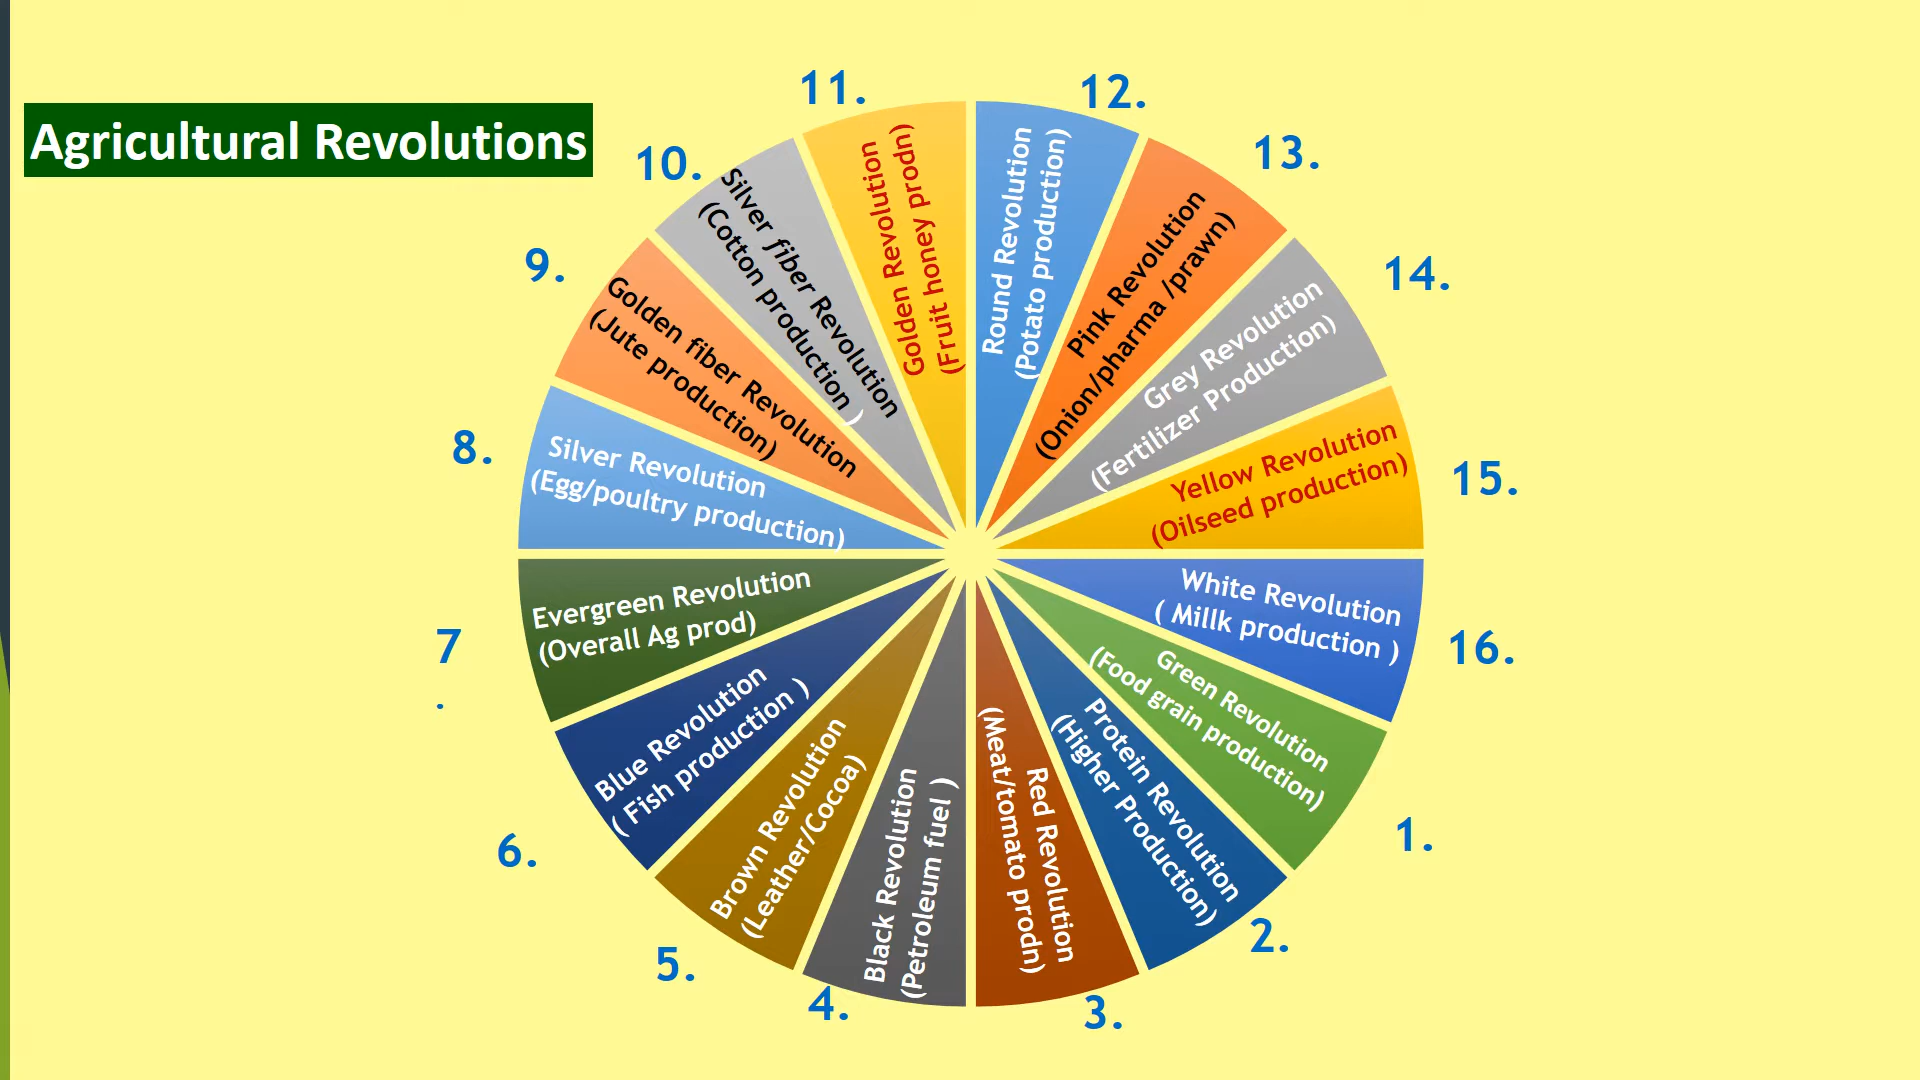 Agricultural Revolutions
1.
Green Revolution
(Food grain production)
2.
Protein Revolution
(Higher Production)
3.
Red Revolution
(Meat/tomato prodn)
4.
Black Revolution
(Petroleum fuel )
5.
Brown Revolution
(Leather/Cocoa)
6.
Blue Revolution
( Fish production )
7
.
Evergreen Revolution
(Overall Ag prod)
8.
Silver Revolution
(Egg/poultry production)
9.
Golden fiber Revolution
(Jute production)
10.
Silver fiber Revolution
(Cotton production )
11.
Golden Revolution
(Fruit honey prodn)
12.
Round Revolution
(Potato production)
13.
Pink Revolution
(Onion/pharma /prawn)
14.
Grey Revolution
(Fertilizer Production)
15.
Yellow Revolution
(Oilseed production)
16.
White Revolution
( Millk production )